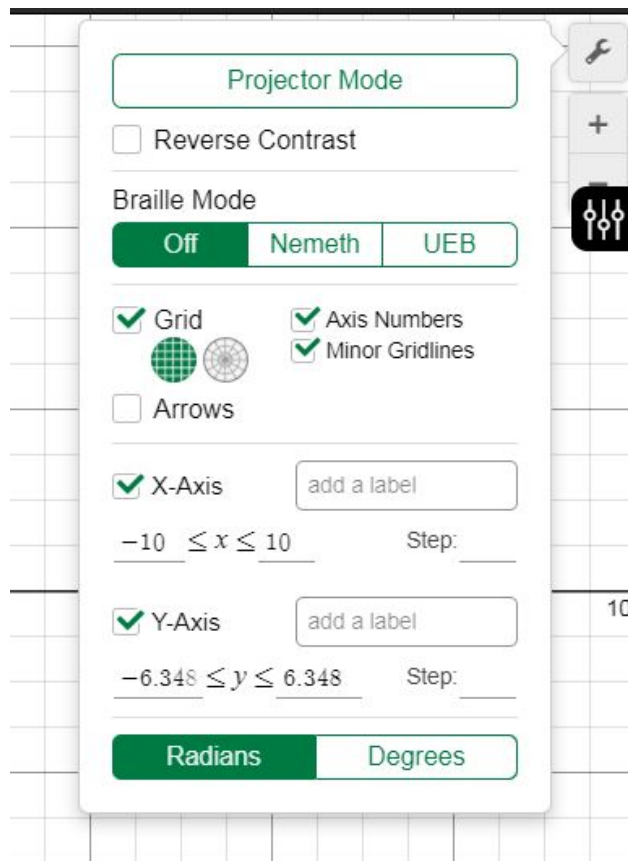 Projector Mode
Reverse Contrast
Braille Mode
Off Nemeth UEB
Grid Axis Numbers
Minor Gridlines
Arrows
X-Axis add a label
−10 ≤ x ≤ 10 Step:
10
Y-Axis add a label
−6.348 ≤ y ≤ 6.348 Step:
Radians Degrees